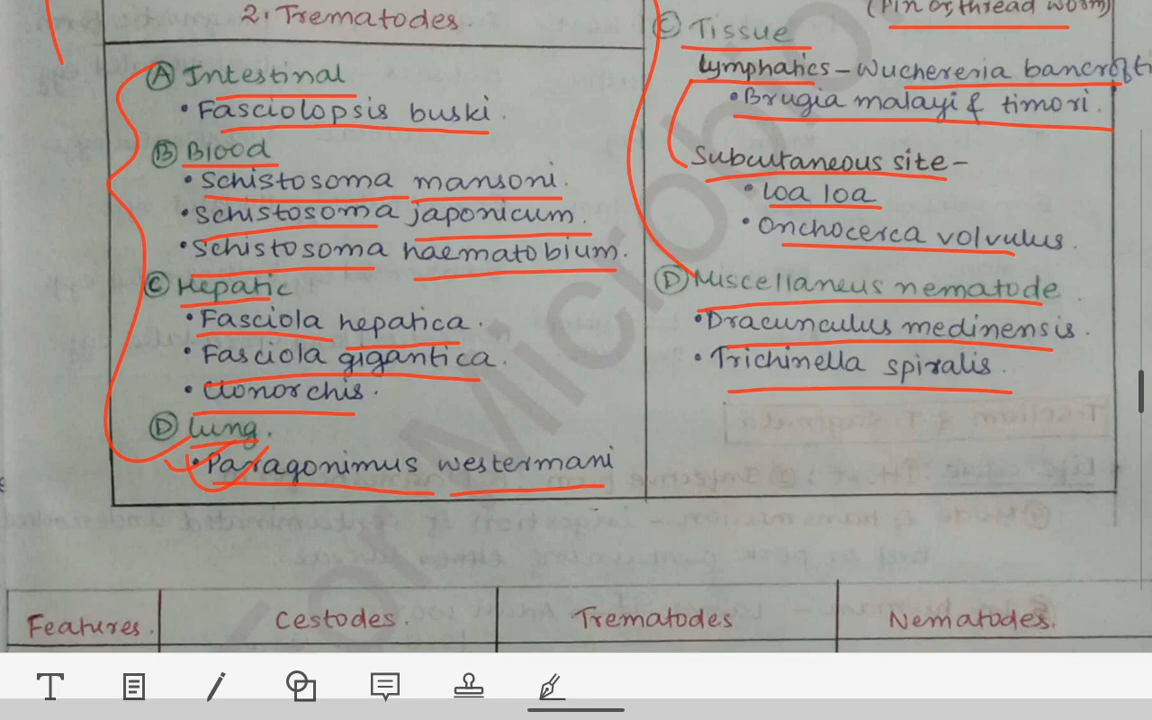 2. Trematodes.
(A) Intestinal
• Fasciolopsis buski.
(B) Blood
• Schistosoma mansoni.
• Schistosoma japonicum.
• Schistosoma haematobium.
(C) Hepatic
• Fasciola hepatica.
• Fasciola gigantica.
• Clonorchis.
(D) Lung.
• Paragonimus westermani
(Pin or thread worm)
(C) Tissue
Lymphatics – Wuchereria bancrofti
• Brugia malayi & timori.
Subcutaneous site –
• Loa loa
• Onchocerca volvulus.
(D) Miscellaneus nematode.
• Dracunculus medinensis.
• Trichinella spiralis.
Features. Cestodes. Trematodes Nematodes.
For Microbio
T